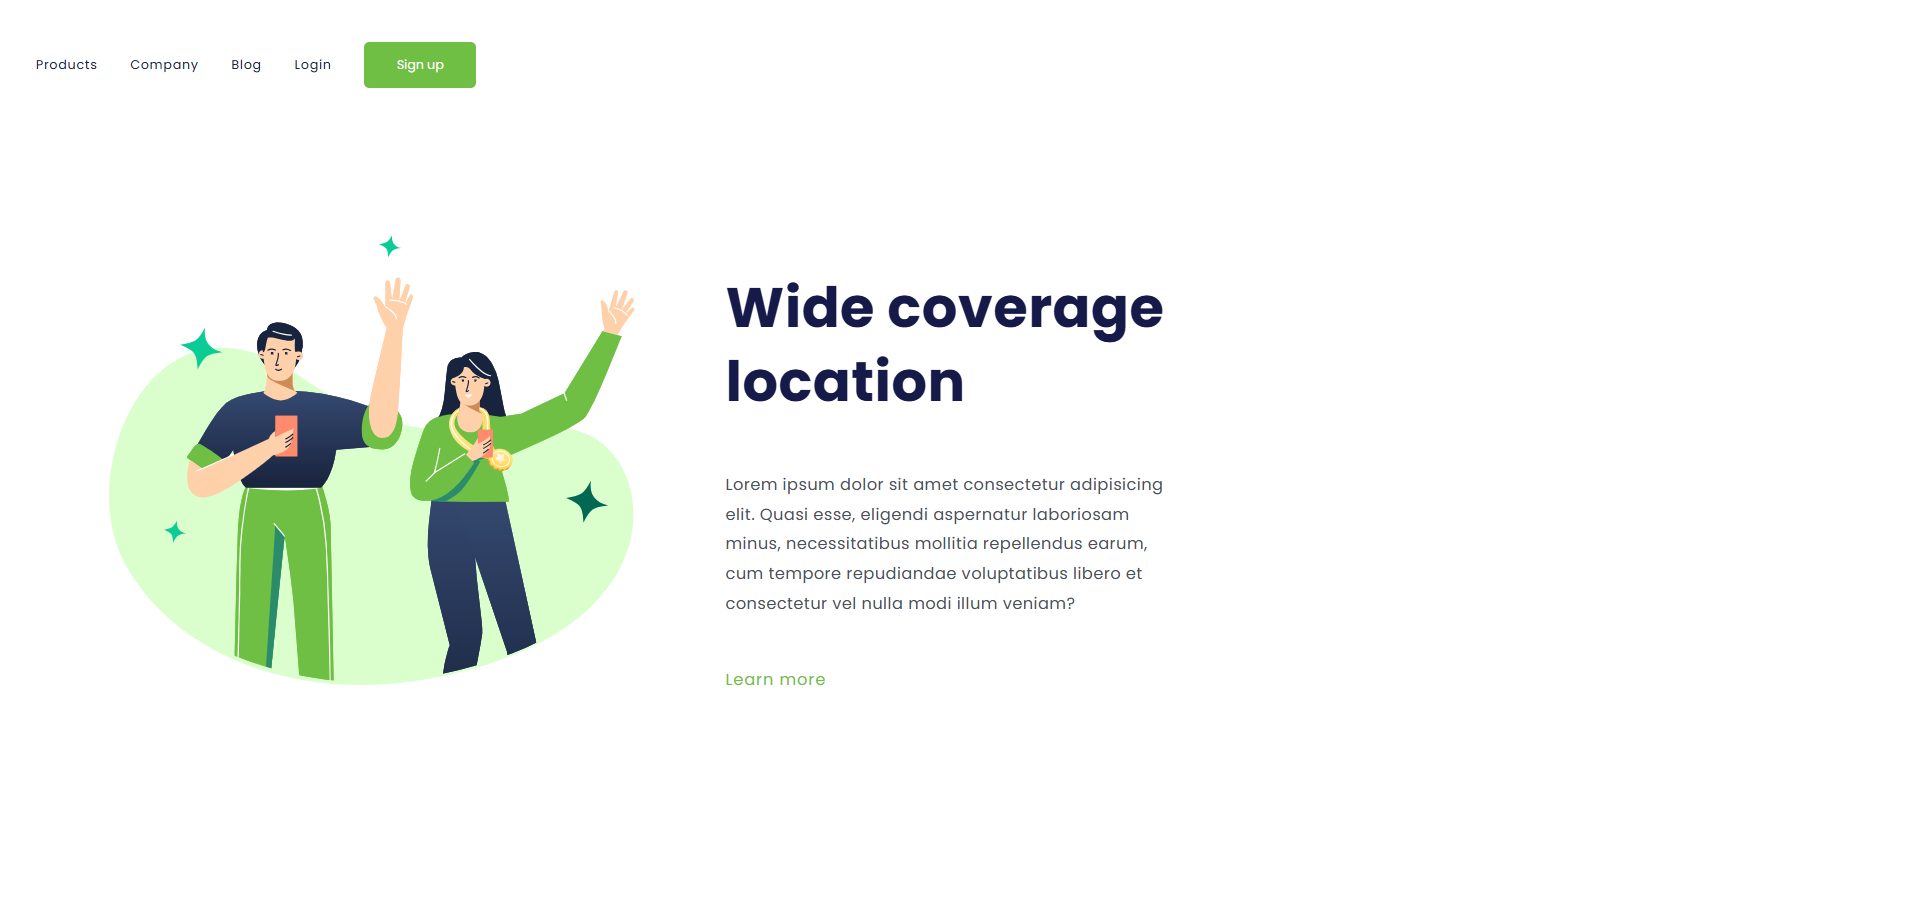 Products Company Blog Login Sign up
Wide coverage
location
Lorem ipsum dolor sit amet consectetur adipisicing
elit. Quasi esse, eligendi aspernatur laboriosam
minus, necessitatibus mollitia repellendus earum,
cum tempore repudiandae voluptatibus libero et
consectetur vel nulla modi illum veniam?
Learn more